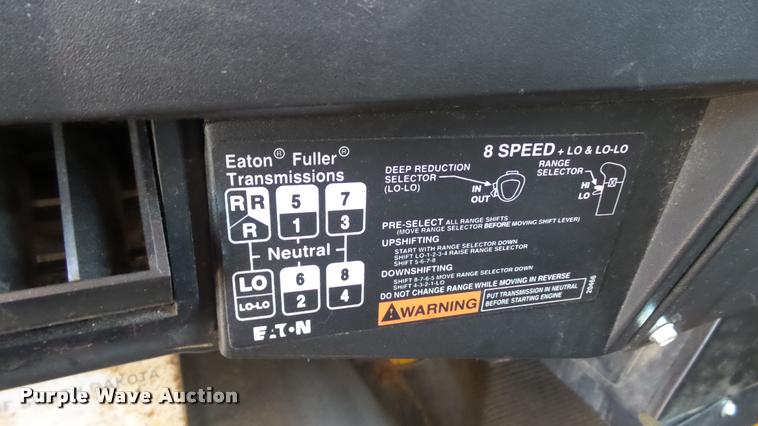 Eaton® Fuller®
Transmissions
8 SPEED + LO & LO-LO
DEEP REDUCTION
SELECTOR
(LO-LO)
IN
OUT
RANGE
SELECTOR
HI
LO
R R
R
5
1
7
3
Neutral
LO
LO-LO
6
2
8
4
EATON
PRE-SELECT ALL RANGE SHIFTS
(MOVE RANGE SELECTOR BEFORE MOVING SHIFT LEVER)
UPSHIFTING
START WITH RANGE SELECTOR DOWN
SHIFT LO-1-2-3-4 RAISE RANGE SELECTOR
SHIFT 5-6-7-8
DOWNSHIFTING
SHIFT 8-7-6-5 MOVE RANGE SELECTOR DOWN
SHIFT 4-3-2-1-LO
DO NOT CHANGE RANGE WHILE MOVING IN REVERSE
WARNING
PUT TRANSMISSION IN NEUTRAL
BEFORE STARTING ENGINE
20456
DAKOTA
Purple Wave Auction